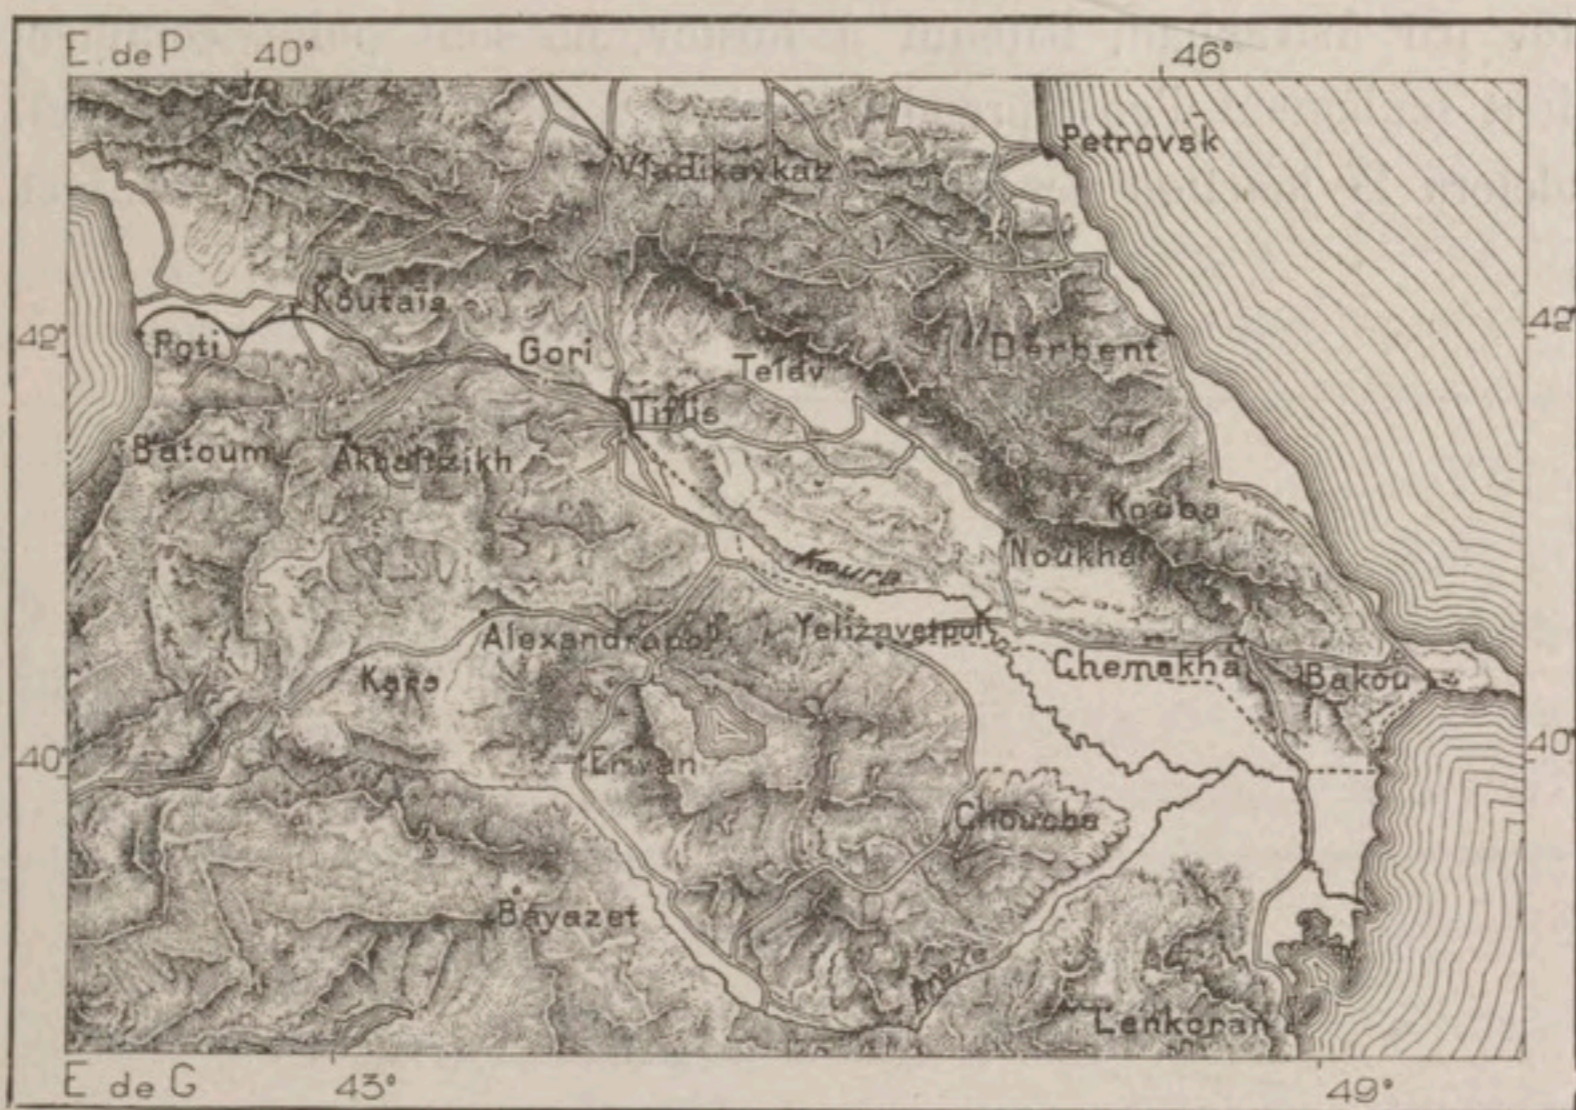 E. de P. 40° 46°
Petrovsk
Vladikavkaz
Koutaïs
42° 42°
Poti Gori Derbent
Telav
Tiflis
Batoum Akhaltzikh
Kouba
Noukha
Koura
Alexandrapol Yelizavetpol
Chemakha
Kars Bakou
Erivan
40° 40°
Choucha
Bayazet
Araxe
Lenkoran
E de G 43° 49°